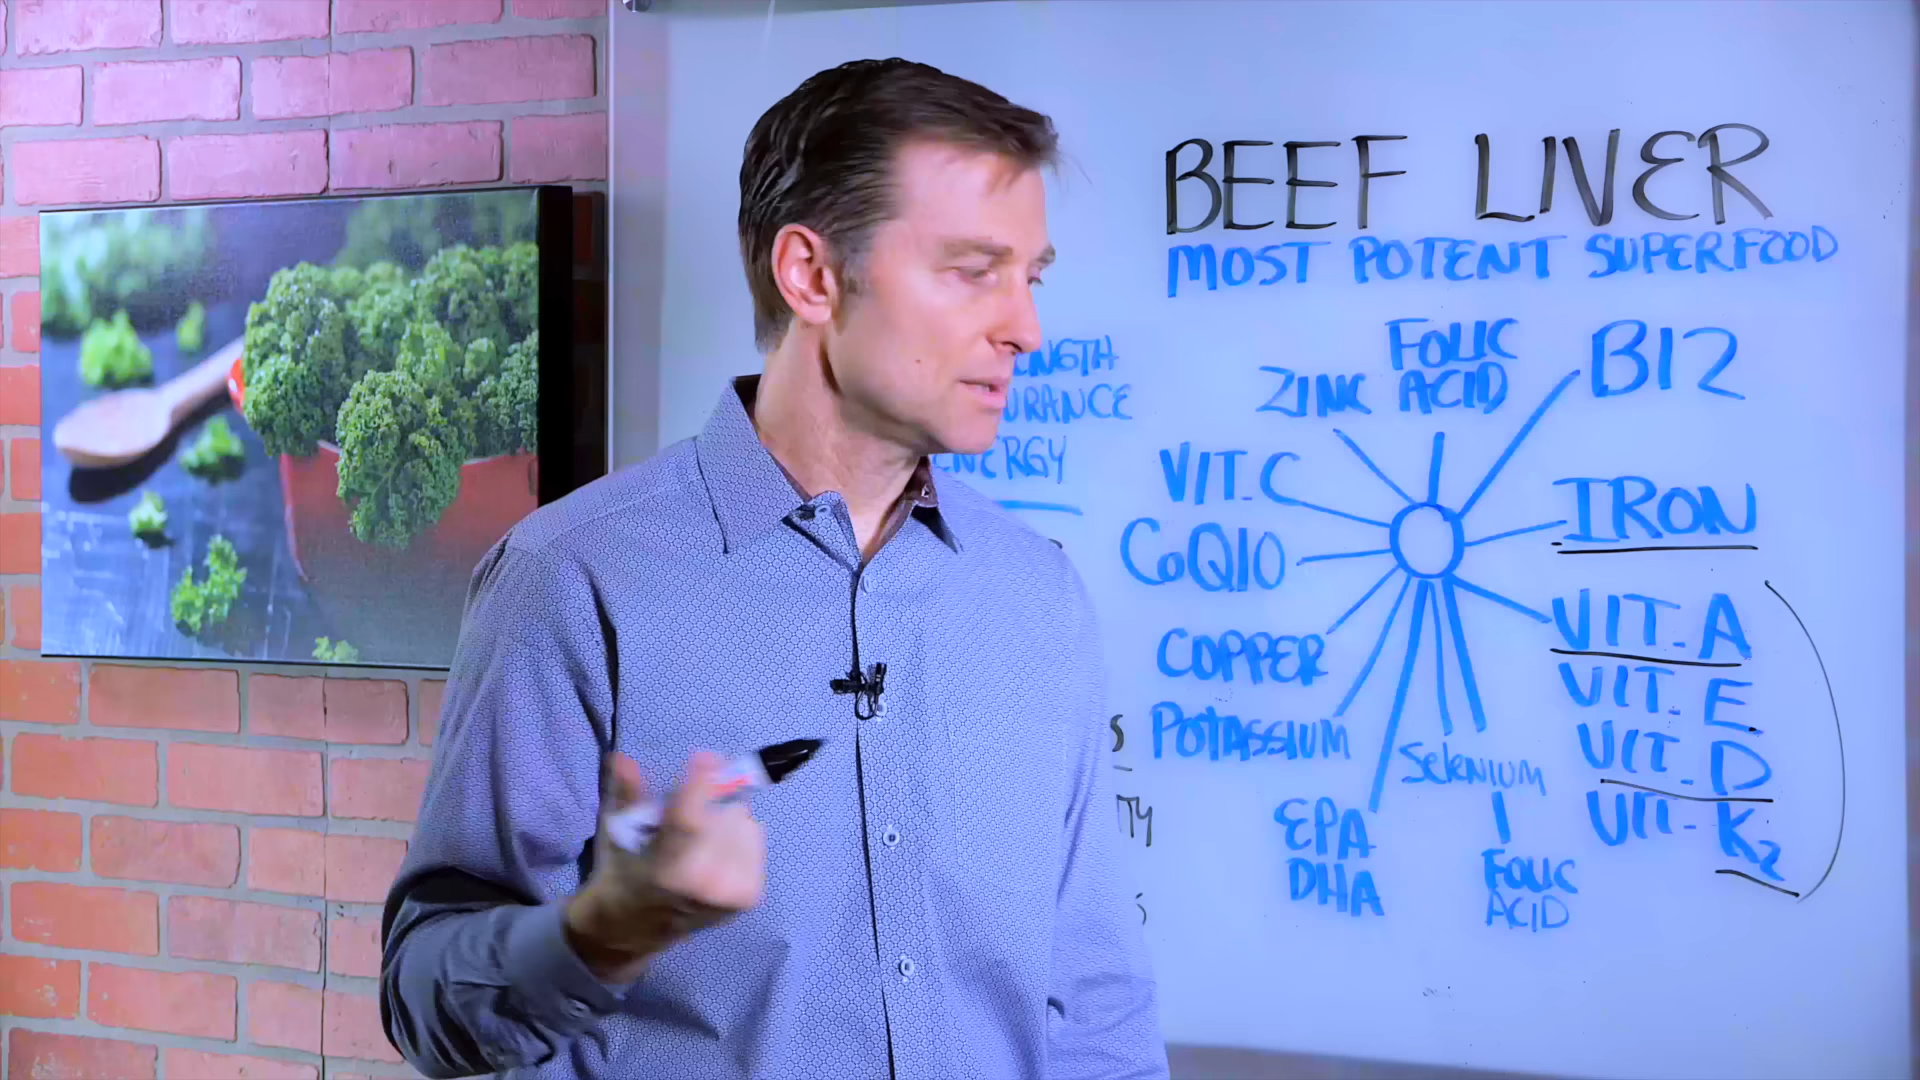 BEEF LIVER
MOST POTENT SUPERFOOD
ENERGY
FOLIC
ACID
ZINC
B12
VIT. C
IRON
CoQ10
VIT. A
COPPER
VIT. E
POTASSIUM
SelENIUM
VIT. D
VIT. K2
EPA
DHA
FOLIC
ACID